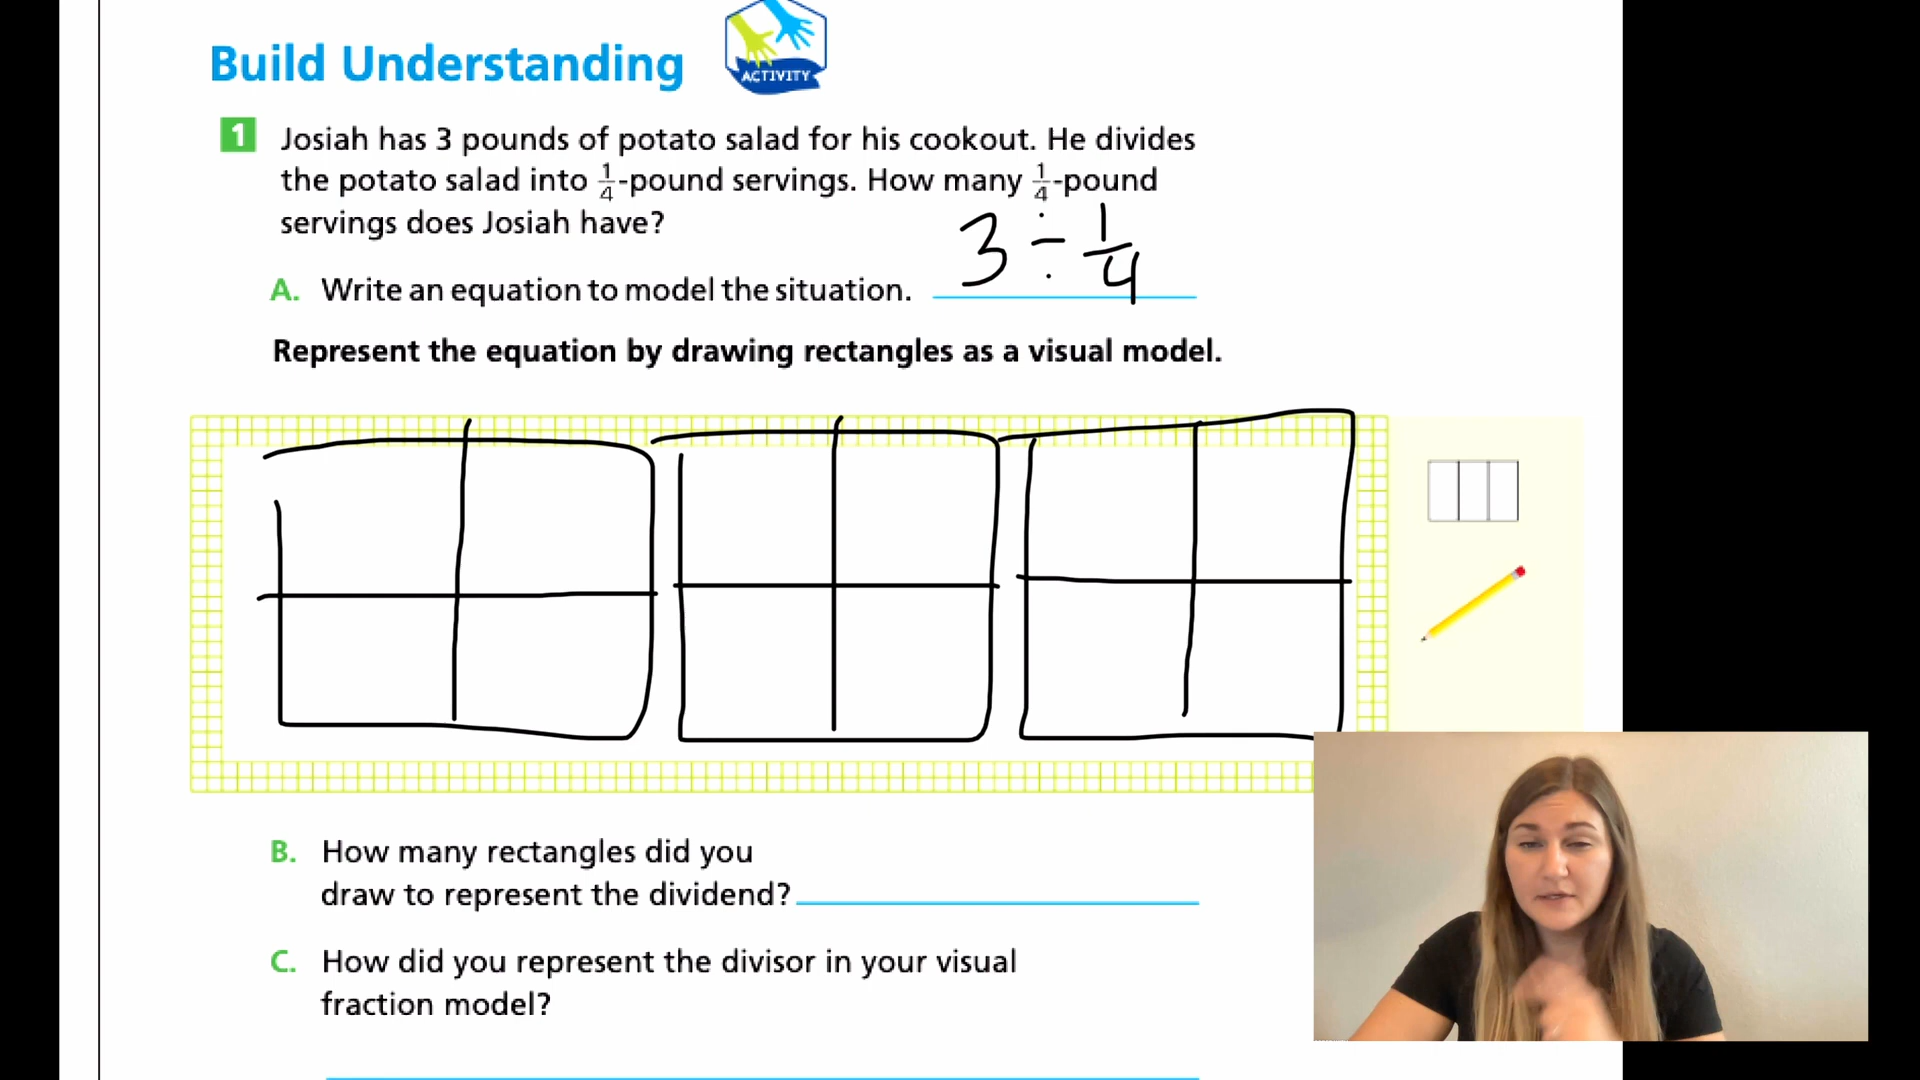 Build Understanding
ACTIVITY
1 Josiah has 3 pounds of potato salad for his cookout. He divides
the potato salad into 1/4-pound servings. How many 1/4-pound
servings does Josiah have?
3 ÷ 1/4
A. Write an equation to model the situation.
Represent the equation by drawing rectangles as a visual model.
B. How many rectangles did you
draw to represent the dividend?
C. How did you represent the divisor in your visual
fraction model?